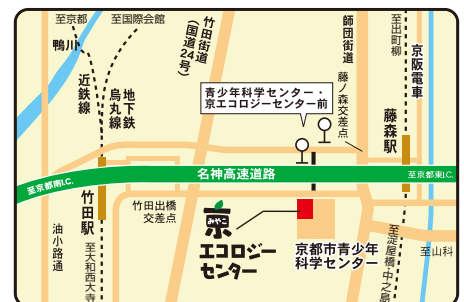 至京都
至国際会館
鴨川
竹田街道
(国道24号)
師団街道
至出町柳
京阪電車
近鉄線
地下鉄
烏丸線
青少年科学センター・
京エコロジーセンター前
藤ノ森交差点
藤森駅
名神高速道路
至京都南I.C.
至京都東I.C.
竹田駅
竹田出橋
交差点
京
みやこ
エコロジー
センター
京都市青少年
科学センター
油小路通
至大和西大寺
至淀屋橋・中之島
至山科